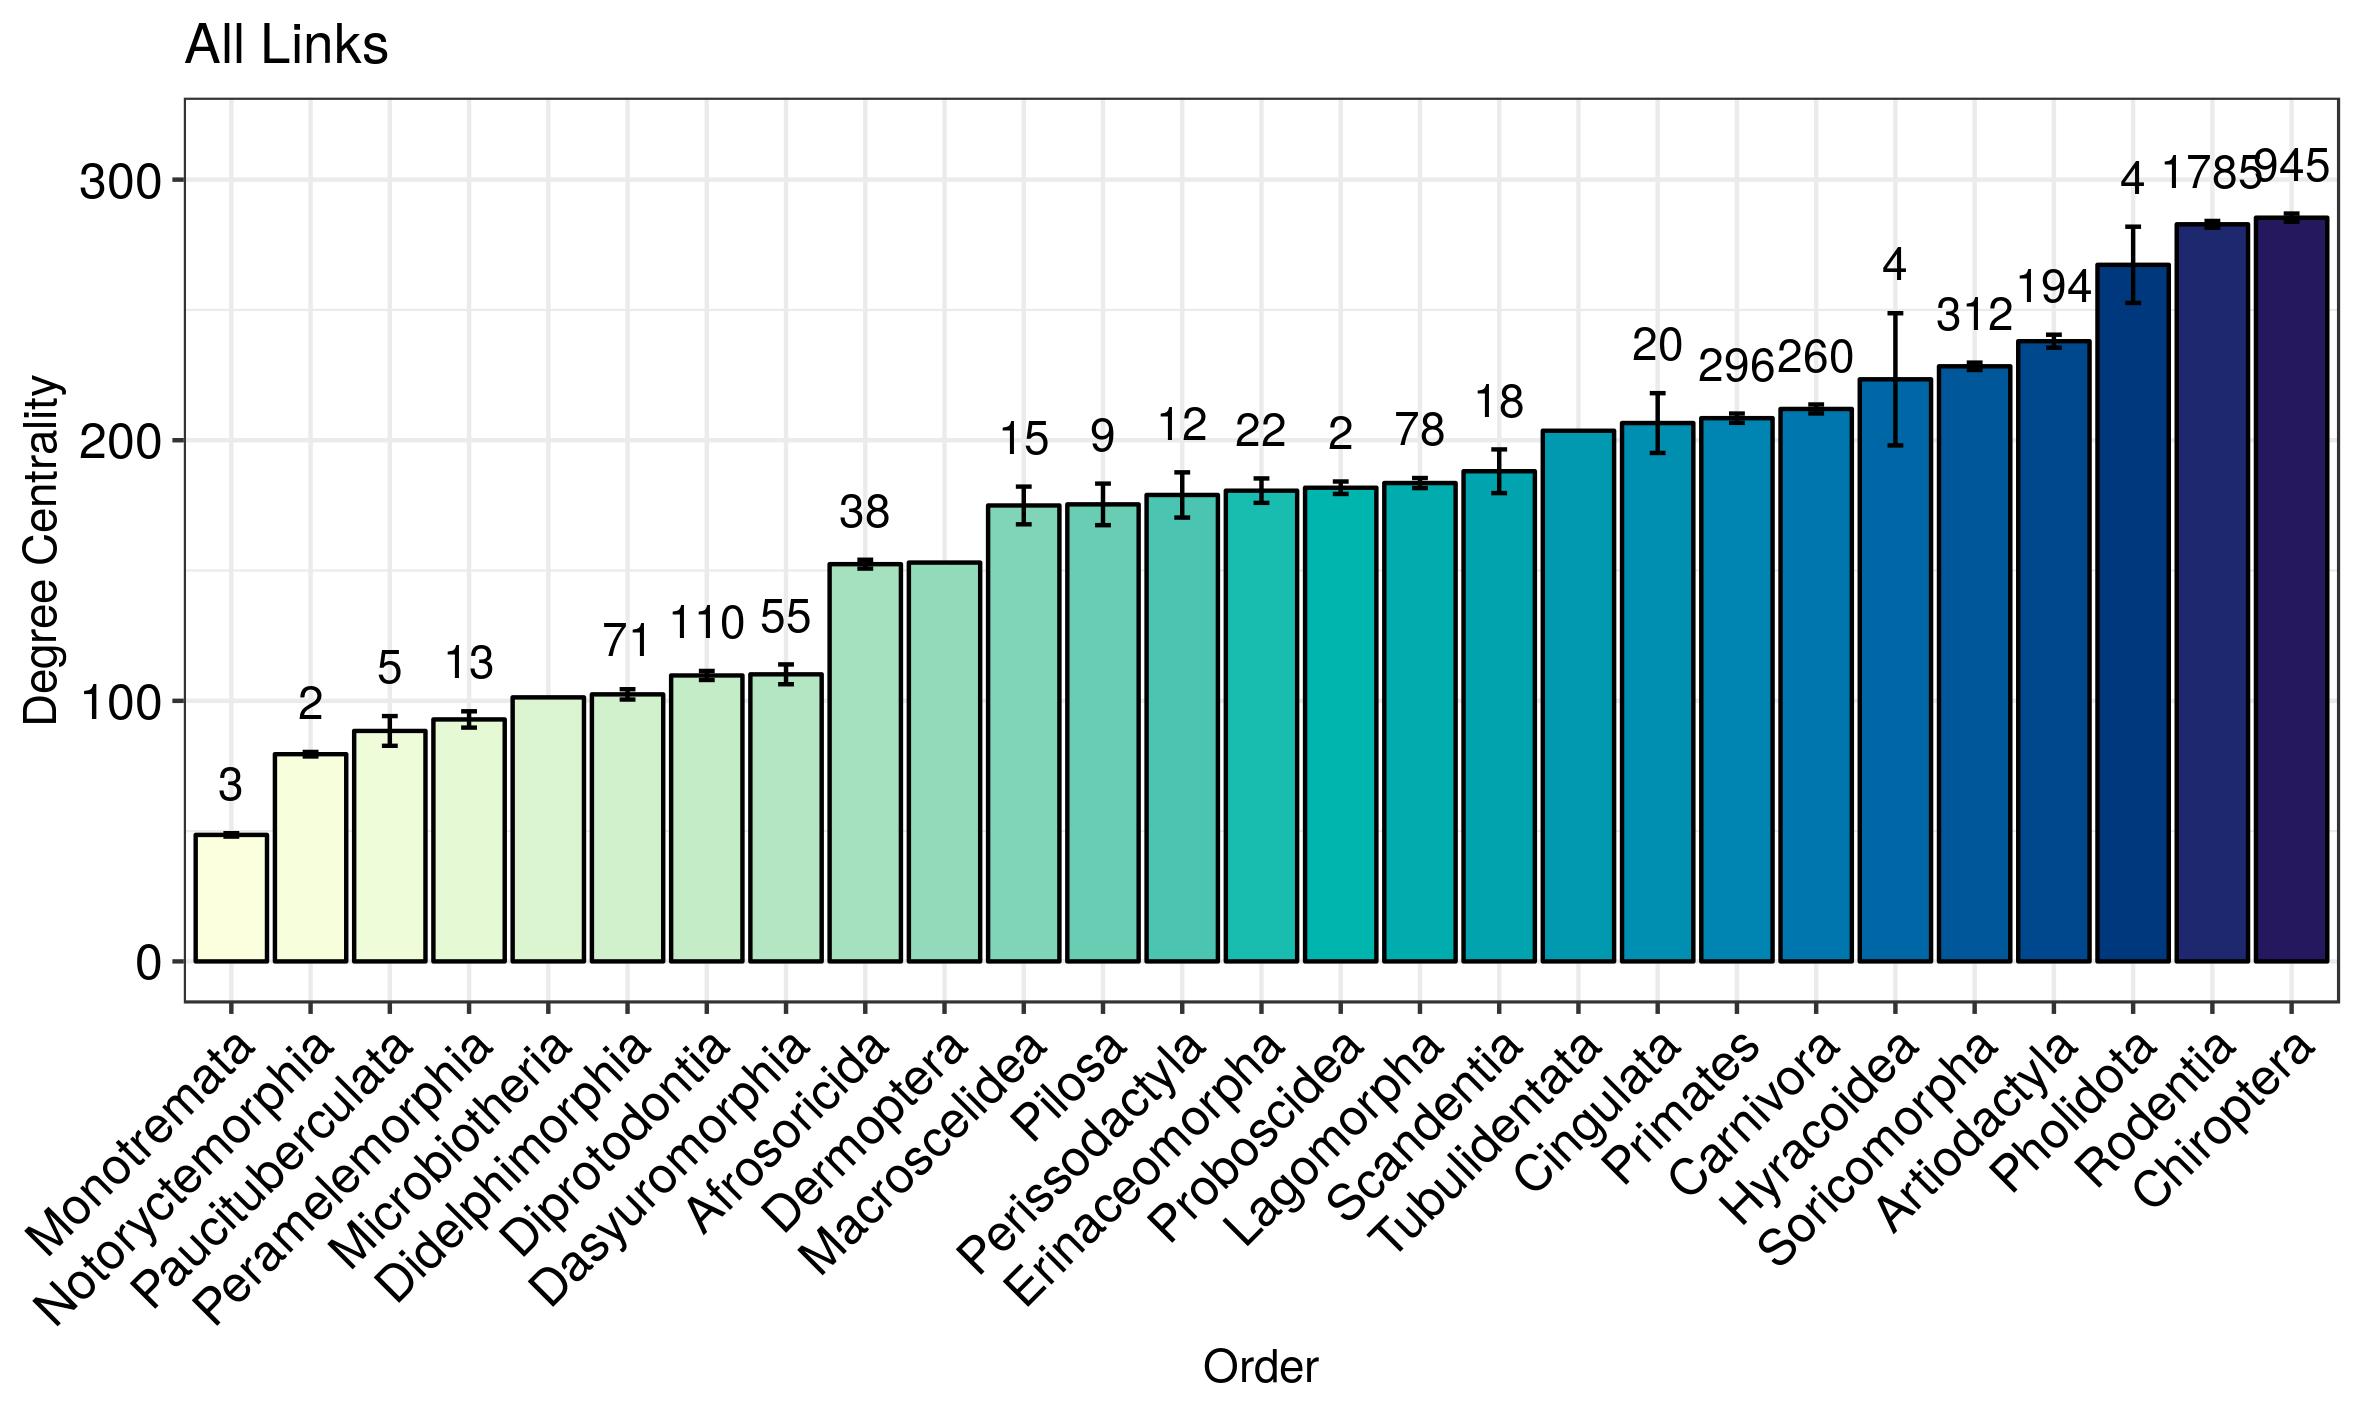 All Links
Degree Centrality
300
200
100
0
3
2
5
13
71
110
55
38
15
9
12
22
2
78
18
20
296
260
4
312
194
4
1785
945
Monotremata
Notoryctemorphia
Paucituberculata
Peramelemorphia
Microbiotheria
Didelphimorphia
Diprotodontia
Dasyuromorphia
Afrosoricida
Dermoptera
Macroscelidea
Pilosa
Perissodactyla
Erinaceomorpha
Proboscidea
Lagomorpha
Scandentia
Tubulidentata
Cingulata
Primates
Carnivora
Hyracoidea
Soricomorpha
Artiodactyla
Pholidota
Rodentia
Chiroptera
Order